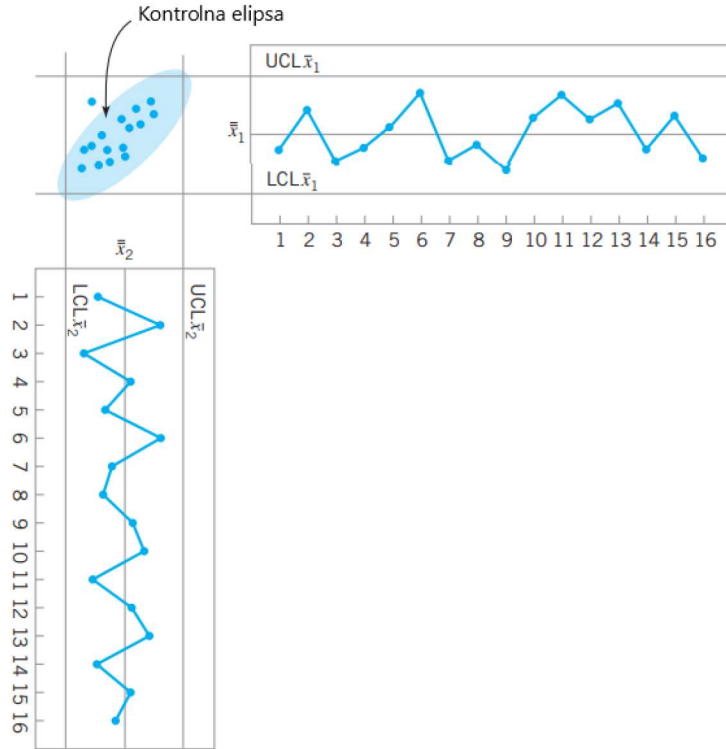 Kontrolna elipsa
UCL x̄₁
x̿₁
LCL x̄₁
1 2 3 4 5 6 7 8 9 10 11 12 13 14 15 16
x̿₂
LCL x̄₂
UCL x̄₂
1
2
3
4
5
6
7
8
9
10
11
12
13
14
15
16